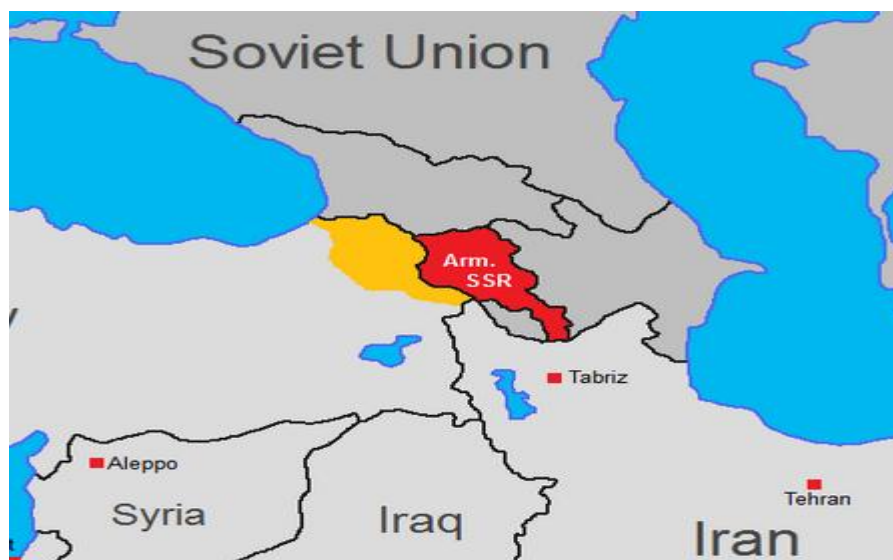 Soviet Union
Arm.
SSR
y
Tabriz
Aleppo
Syria
Iraq
Tehran
Iran